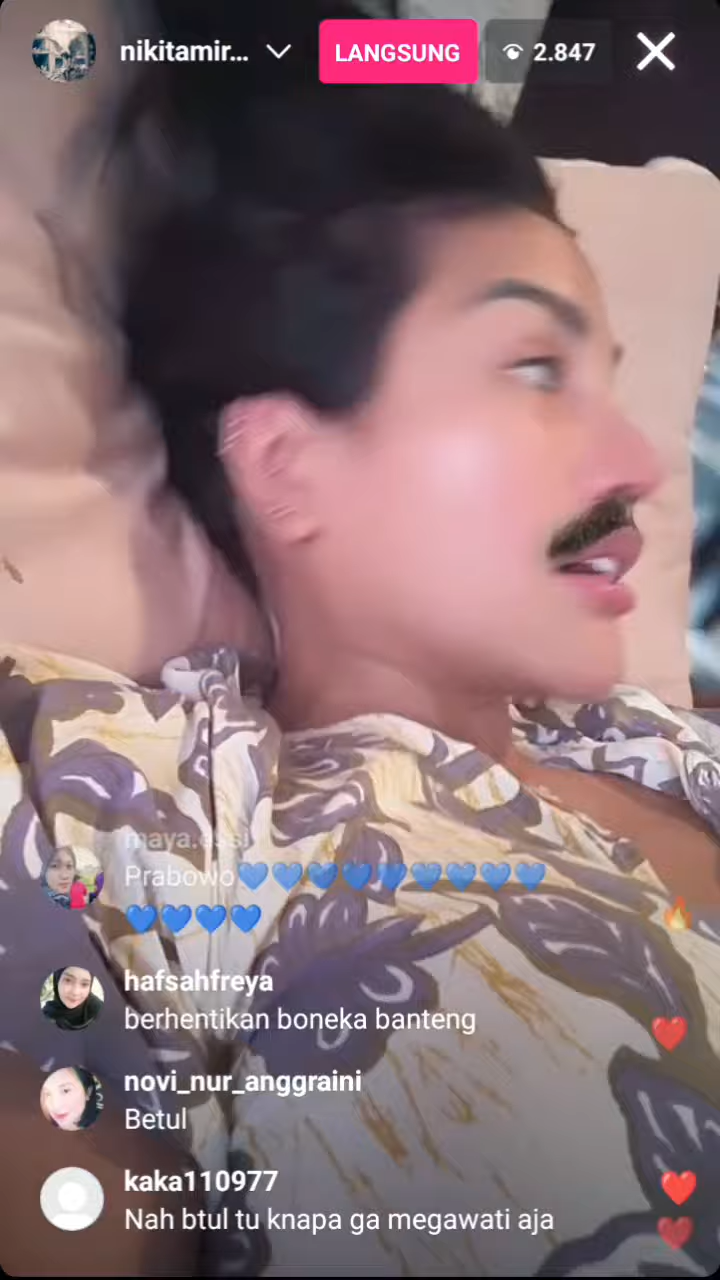 nikitamir...
LANGSUNG
2.847
Prabowo💙💙💙💙💙💙💙💙💙
💙💙💙💙
hafsahfreya
berhentikan boneka banteng
novi_nur_anggraini
Betul
kaka110977
Nah btul tu knapa ga megawati aja